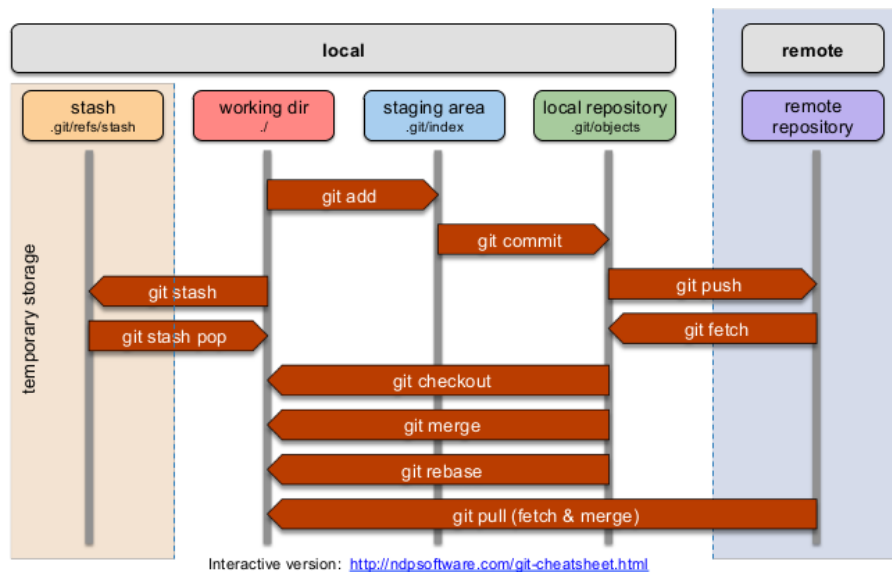 local
remote
stash
.git/refs/stash
working dir
./
staging area
.git/index
local repository
.git/objects
remote
repository
temporary storage
git add
git commit
git stash
git push
git stash pop
git fetch
git checkout
git merge
git rebase
git pull (fetch & merge)
Interactive version: http://ndpsoftware.com/git-cheatsheet.html